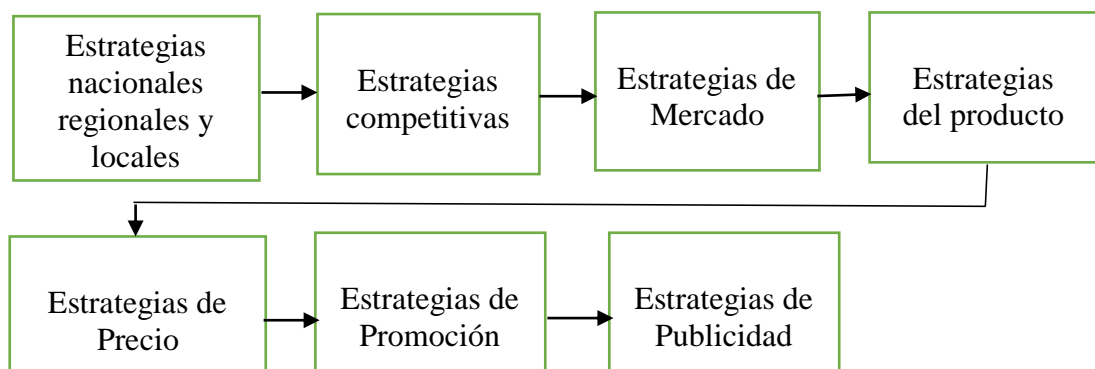 Estrategias
nacionales
regionales y
locales
Estrategias
competitivas
Estrategias de
Mercado
Estrategias
del producto
Estrategias de
Precio
Estrategias de
Promoción
Estrategias de
Publicidad